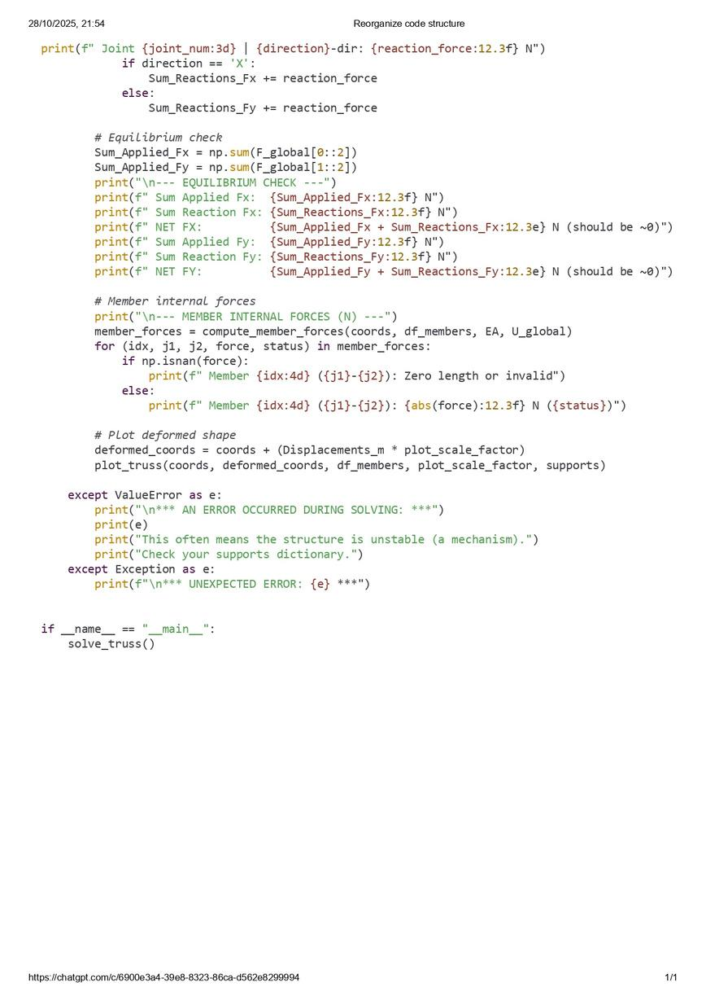 28/10/2025, 21:54 Reorganize code structure
print(f" Joint {joint_num:3d} | {direction}-dir: {reaction_force:12.3f} N")
            if direction == 'X':
                Sum_Reactions_Fx += reaction_force
            else:
                Sum_Reactions_Fy += reaction_force

        # Equilibrium check
        Sum_Applied_Fx = np.sum(F_global[0::2])
        Sum_Applied_Fy = np.sum(F_global[1::2])
        print("\n--- EQUILIBRIUM CHECK ---")
        print(f" Sum Applied Fx:  {Sum_Applied_Fx:12.3f} N")
        print(f" Sum Reaction Fx: {Sum_Reactions_Fx:12.3f} N")
        print(f" NET FX:          {Sum_Applied_Fx + Sum_Reactions_Fx:12.3e} N (should be ~0)")
        print(f" Sum Applied Fy:  {Sum_Applied_Fy:12.3f} N")
        print(f" Sum Reaction Fy: {Sum_Reactions_Fy:12.3f} N")
        print(f" NET FY:          {Sum_Applied_Fy + Sum_Reactions_Fy:12.3e} N (should be ~0)")

        # Member internal forces
        print("\n--- MEMBER INTERNAL FORCES (N) ---")
        member_forces = compute_member_forces(coords, df_members, EA, U_global)
        for (idx, j1, j2, force, status) in member_forces:
            if np.isnan(force):
                print(f" Member {idx:4d} ({j1}-{j2}): Zero length or invalid")
            else:
                print(f" Member {idx:4d} ({j1}-{j2}): {abs(force):12.3f} N ({status})")

        # Plot deformed shape
        deformed_coords = coords + (Displacements_m * plot_scale_factor)
        plot_truss(coords, deformed_coords, df_members, plot_scale_factor, supports)

    except ValueError as e:
        print("\n*** AN ERROR OCCURRED DURING SOLVING: ***")
        print(e)
        print("This often means the structure is unstable (a mechanism).")
        print("Check your supports dictionary.")
    except Exception as e:
        print(f"\n*** UNEXPECTED ERROR: {e} ***")

if __name__ == "__main__":
    solve_truss()
https://chatgpt.com/c/6900e3a4-39e8-8323-86ca-d562e8299994 1/1